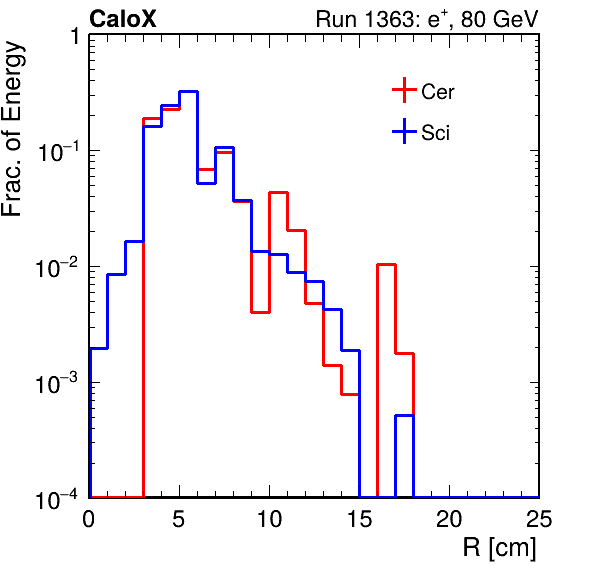 CaloX Run 1363: e⁺, 80 GeV
Frac. of Energy
1
10⁻¹
10⁻²
10⁻³
10⁻⁴
Cer
Sci
0 5 10 15 20 25
R [cm]